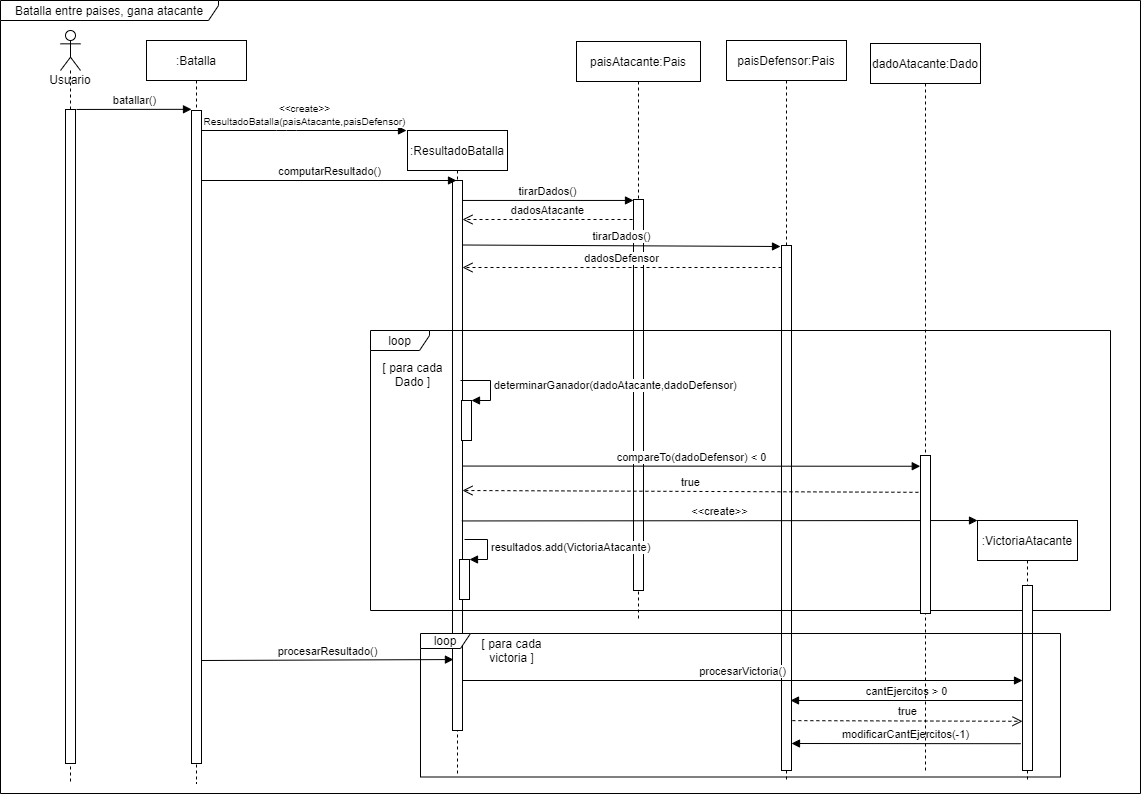 Batalla entre paises, gana atacante
Usuario
:Batalla
paisAtacante:Pais
paisDefensor:Pais
dadoAtacante:Dado
batallar()
<<create>>
ResultadoBatalla(paisAtacante,paisDefensor)
:ResultadoBatalla
computarResultado()
tirarDados()
dadosAtacante
tirarDados()
dadosDefensor
loop
[ para cada
Dado ]
determinarGanador(dadoAtacante,dadoDefensor)
compareTo(dadoDefensor) < 0
true
<<create>>
:VictoriaAtacante
resultados.add(VictoriaAtacante)
loop
[ para cada
victoria ]
procesarResultado()
procesarVictoria()
cantEjercitos > 0
true
modificarCantEjercitos(-1)